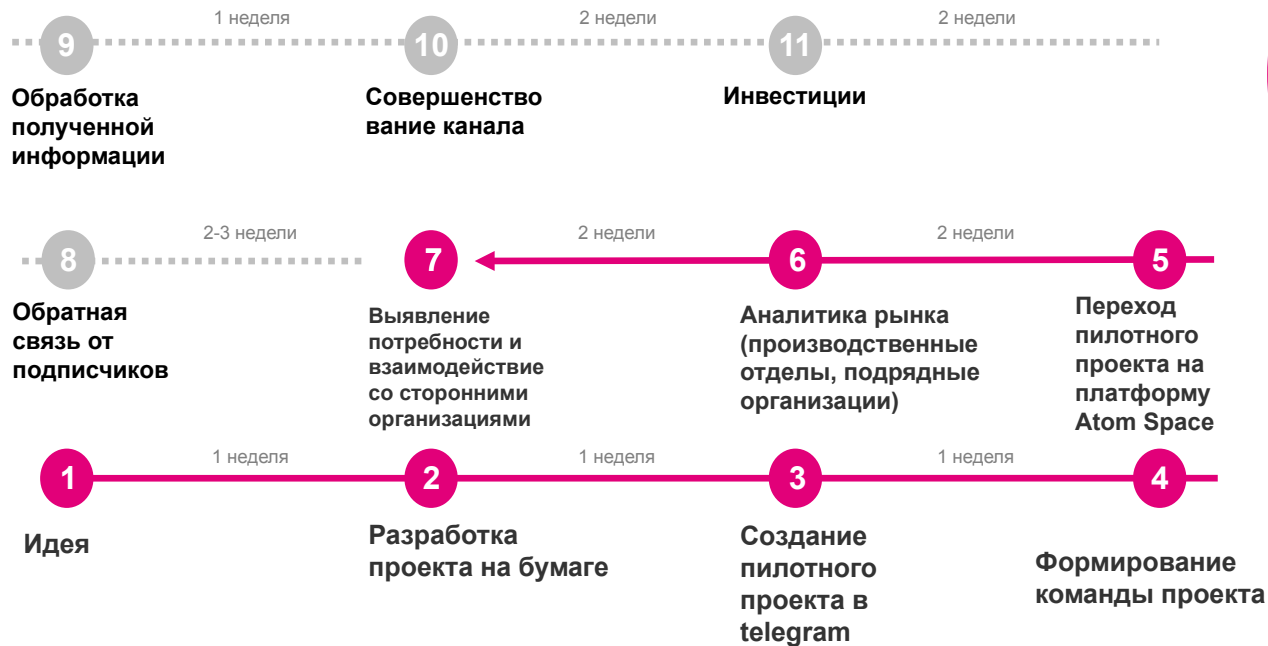 1 неделя
2 недели
2 недели
9
10
11
Обработка
полученной
информации
Совершенство
вание канала
Инвестиции
2-3 недели
2 недели
2 недели
8
7
6
5
Обратная
связь от
подписчиков
Выявление
потребности и
взаимодействие
со сторонними
организациями
Аналитика рынка
(производственные
отделы, подрядные
организации)
Переход
пилотного
проекта на
платформу
Atom Space
1 неделя
1 неделя
1 неделя
1
2
3
4
Идея
Разработка
проекта на бумаге
Создание
пилотного
проекта в
telegram
Формирование
команды проекта